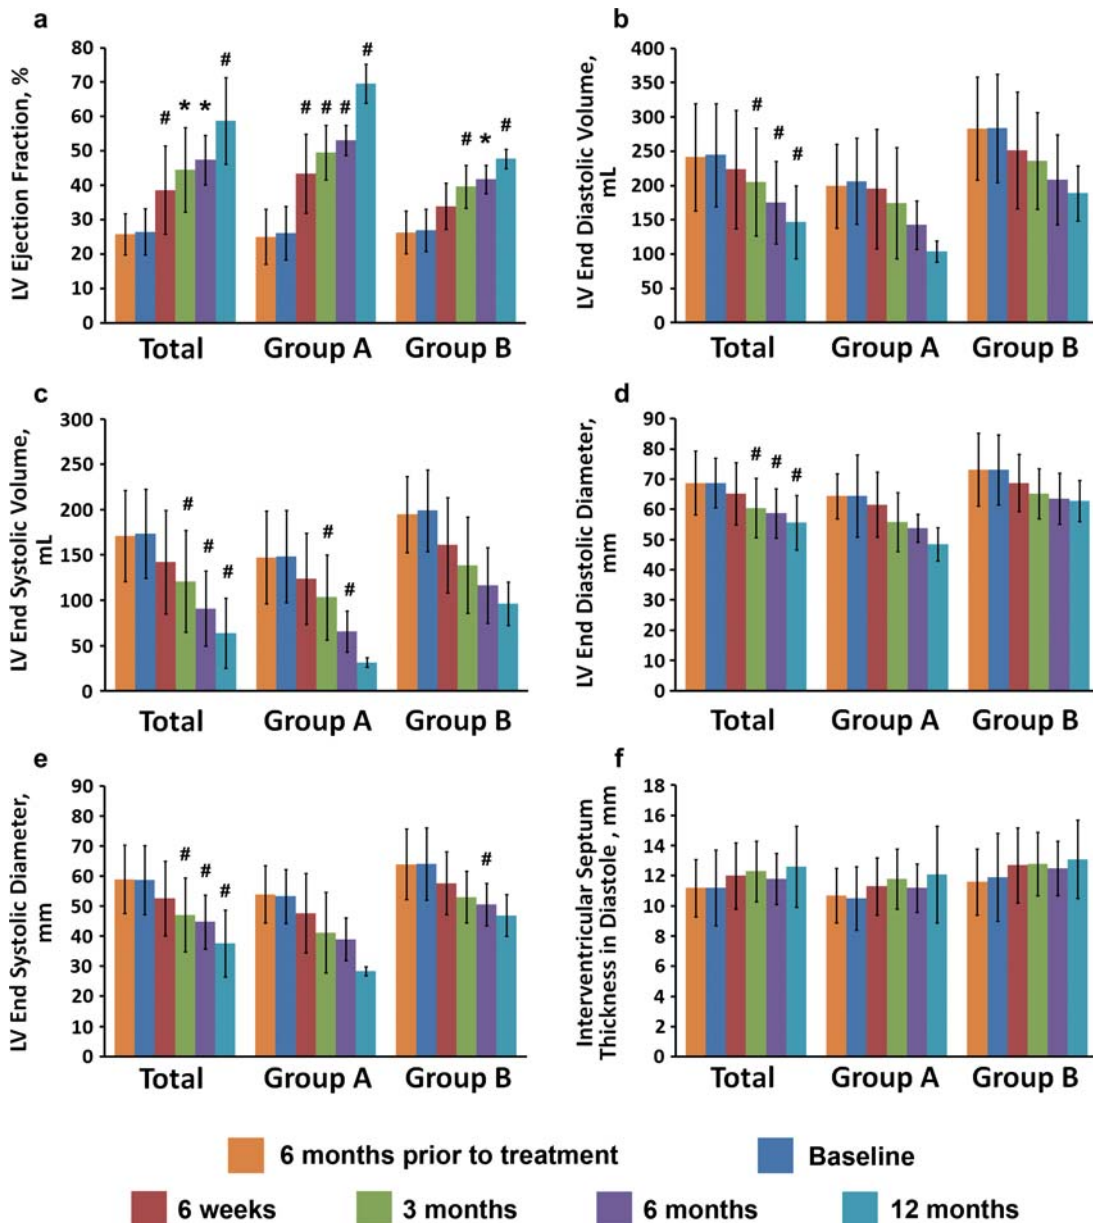 a
LV Ejection Fraction, %
80
70
60
50
40
30
20
10
0
# * * #
# # # #
# * #
Total Group A Group B
b
LV End Diastolic Volume,
mL
400
350
300
250
200
150
100
50
0
# # #
Total Group A Group B
c
LV End Systolic Volume,
mL
300
250
200
150
100
50
0
# # #
# #
Total Group A Group B
d
LV End Diastolic Diameter,
mm
90
80
70
60
50
40
30
20
10
0
# # #
Total Group A Group B
e
LV End Systolic Diameter,
mm
90
80
70
60
50
40
30
20
10
0
# # #
#
Total Group A Group B
f
Interventricular Septum
Thickness in Diastole , mm
18
16
14
12
10
8
6
4
2
0
Total Group A Group B
6 months prior to treatment Baseline
6 weeks 3 months 6 months 12 months